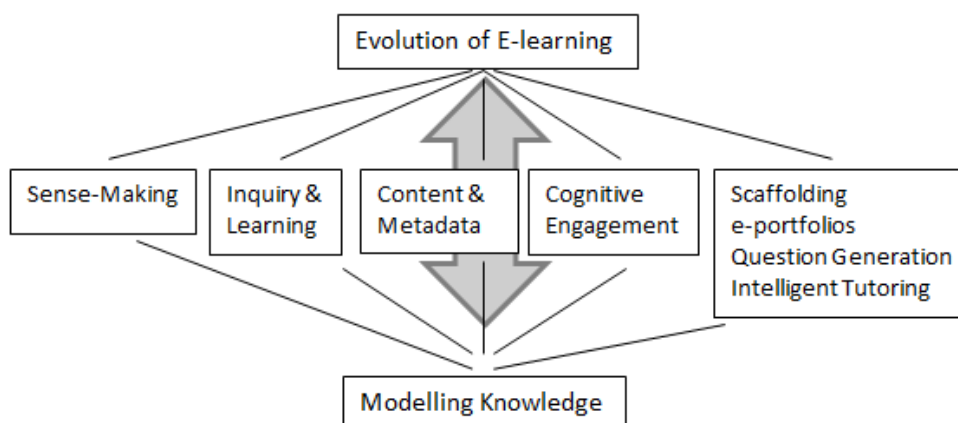 Evolution of E-learning
Sense-Making
Inquiry &
Learning
Content &
Metadata
Cognitive
Engagement
Scaffolding
e-portfolios
Question Generation
Intelligent Tutoring
Modelling Knowledge